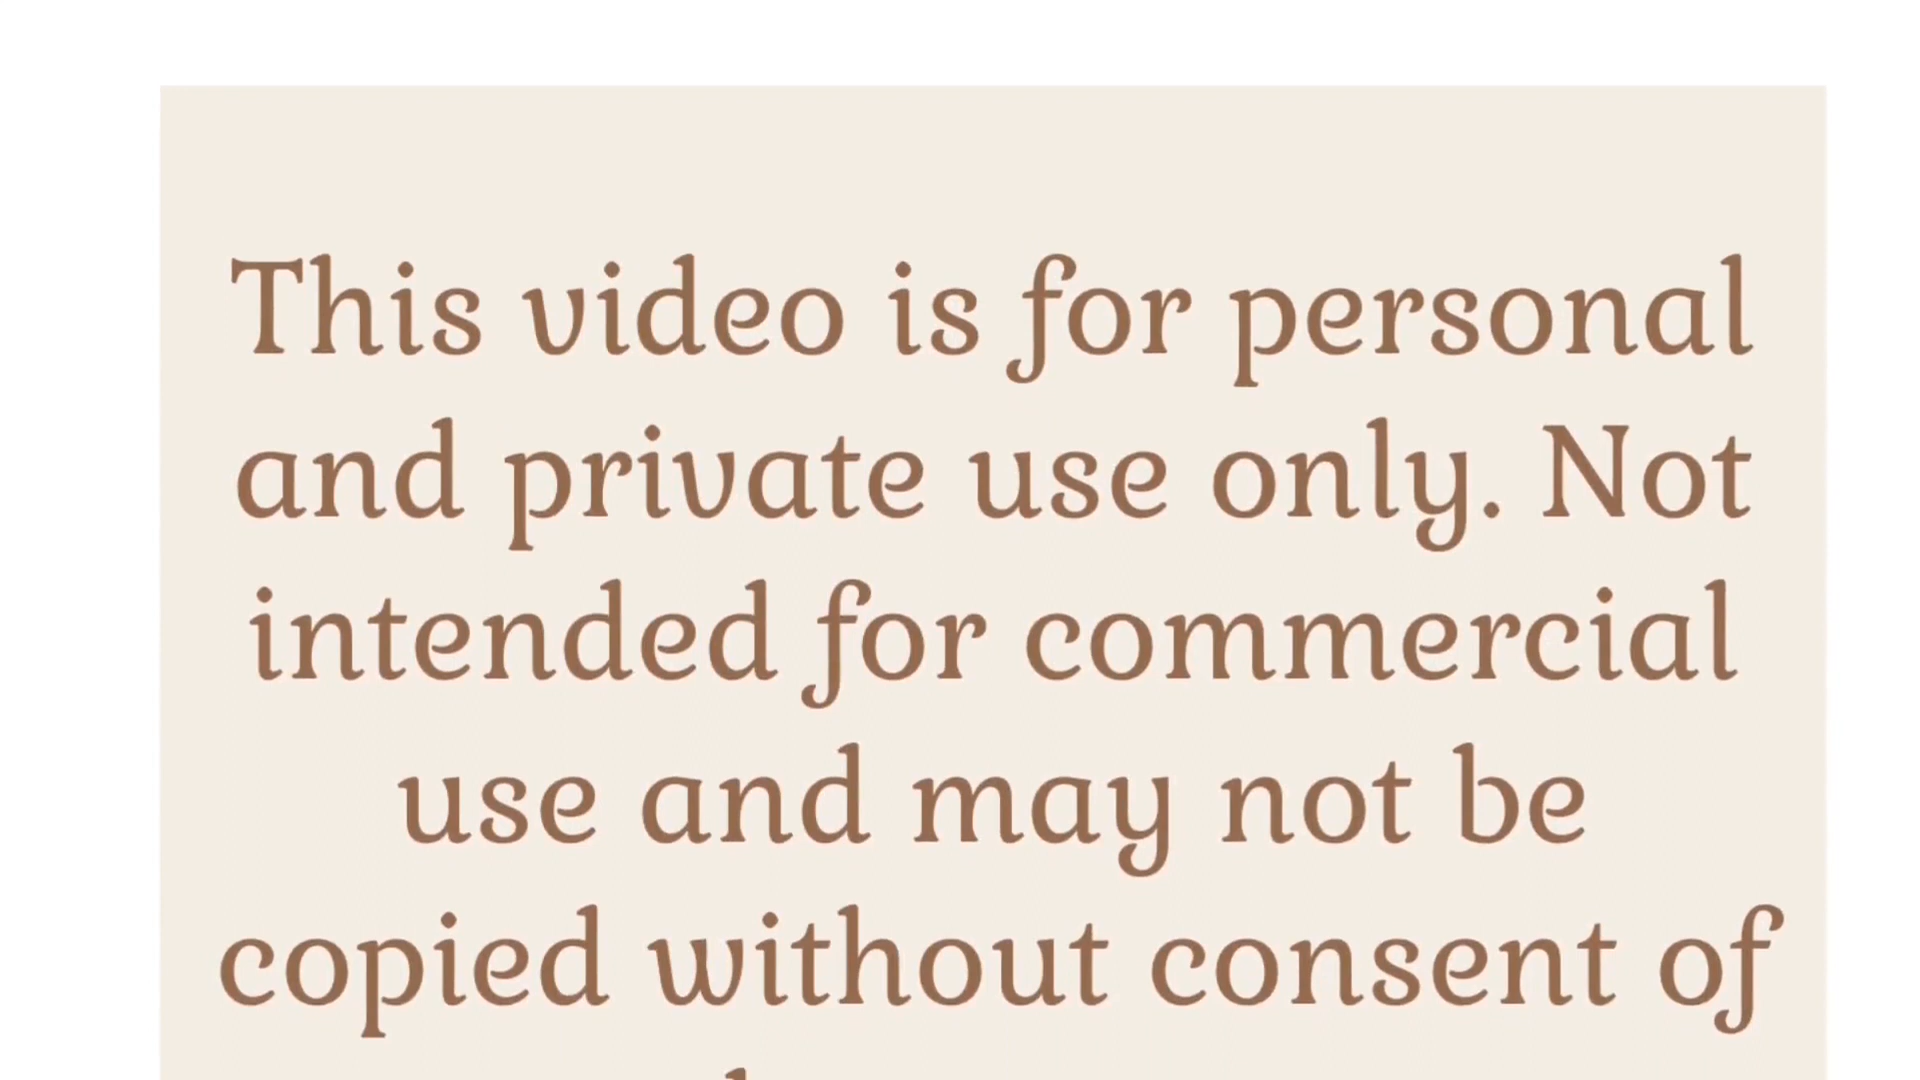 This video is for personal
and private use only. Not
intended for commercial
use and may not be
copied without consent of